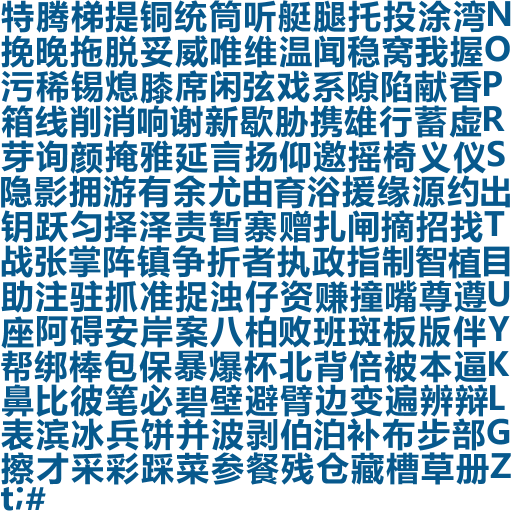 特腾梯提铜统筒听艇腿托投涂湾N
挽晚拖脱妥威唯维温闻稳窝我握O
污稀锡熄膝席闲弦戏系隙陷献香P
箱线削消响谢新歇胁携雄行蓄虚R
芽询颜掩雅延言扬仰邀摇椅义仪S
隐影拥游有余尤由育浴援缘源约出
钥跃匀择泽责暂寨赠扎闸摘招找T
战张掌阵镇争折者执政指制智植目
助注驻抓准捉浊仔资赚撞嘴尊遵U
座阿碍安岸案八柏败班斑板版伴Y
帮绑棒包保暴爆杯北背倍被本逼K
鼻比彼笔必碧壁避臂边变遍辨辩L
表滨冰兵饼并波剥伯泊补布步部G
擦才采彩踩菜参餐残仓藏槽草册Z
t;#